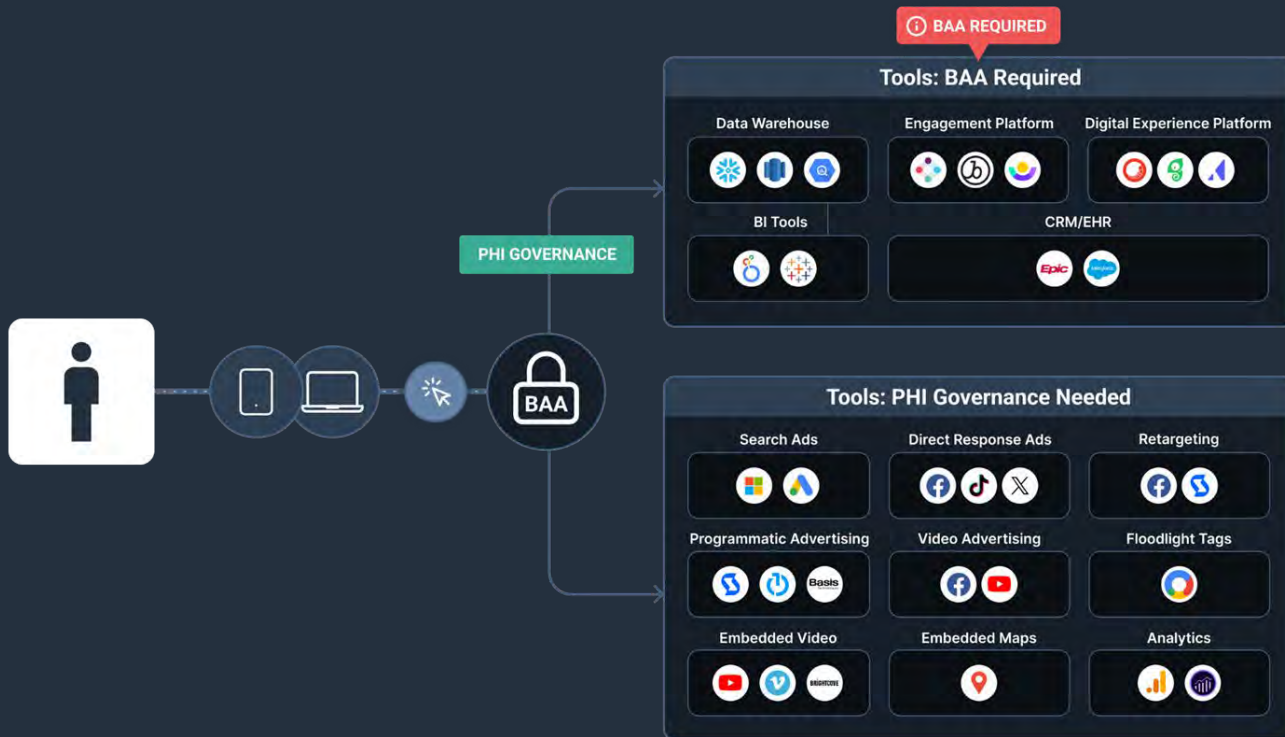 BAA REQUIRED
Tools: BAA Required
Data Warehouse
Engagement Platform
Digital Experience Platform
b
BI Tools
CRM/EHR
Epic
salesforce
PHI GOVERNANCE
BAA
Tools: PHI Governance Needed
Search Ads
Direct Response Ads
Retargeting
Programmatic Advertising
Video Advertising
Floodlight Tags
Basis
Embedded Video
Embedded Maps
Analytics
BRIGHTCOVE